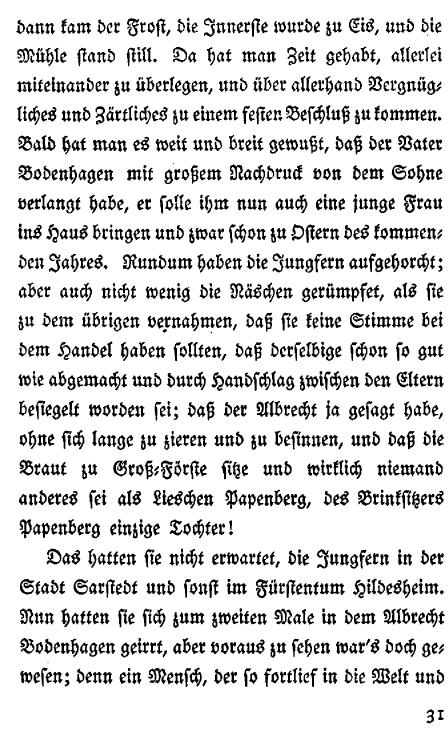 dann kam der Frost, die Innerste wurde zu Eis, und die
Mühle stand still. Da hat man Zeit gehabt, allerlei
miteinander zu überlegen, und über allerhand Vergnüg-
liches und Zärtliches zu einem festen Beschluß zu kommen.
Bald hat man es weit und breit gewußt, daß der Vater
Bodenhagen mit großem Nachdruck von dem Sohne
verlangt habe, er solle ihm nun auch eine junge Frau
ins Haus bringen und zwar schon zu Ostern des kommen-
den Jahres. Rundum haben die Jungfern aufgehorcht;
aber auch nicht wenig die Näschen gerümpfet, als sie
zu dem übrigen vernahmen, daß sie keine Stimme bei
dem Handel haben sollten, daß derselbige schon so gut
wie abgemacht und durch Handschlag zwischen den Eltern
besiegelt worden sei; daß der Albrecht ja gesagt habe,
ohne sich lange zu zieren und zu besinnen, und daß die
Braut zu Groß-Förste sitze und wirklich niemand
anderes sei als Lieschen Papenberg, des Brinksitzers
Papenberg einzige Tochter!
Das hatten sie nicht erwartet, die Jungfern in der
Stadt Sarstedt und sonst im Fürstentum Hildesheim.
Nun hatten sie sich zum zweiten Male in dem Albrecht
Bodenhagen geirrt, aber voraus zu sehen war's doch ge-
wesen; denn ein Mensch, der so fortlief in die Welt und
31